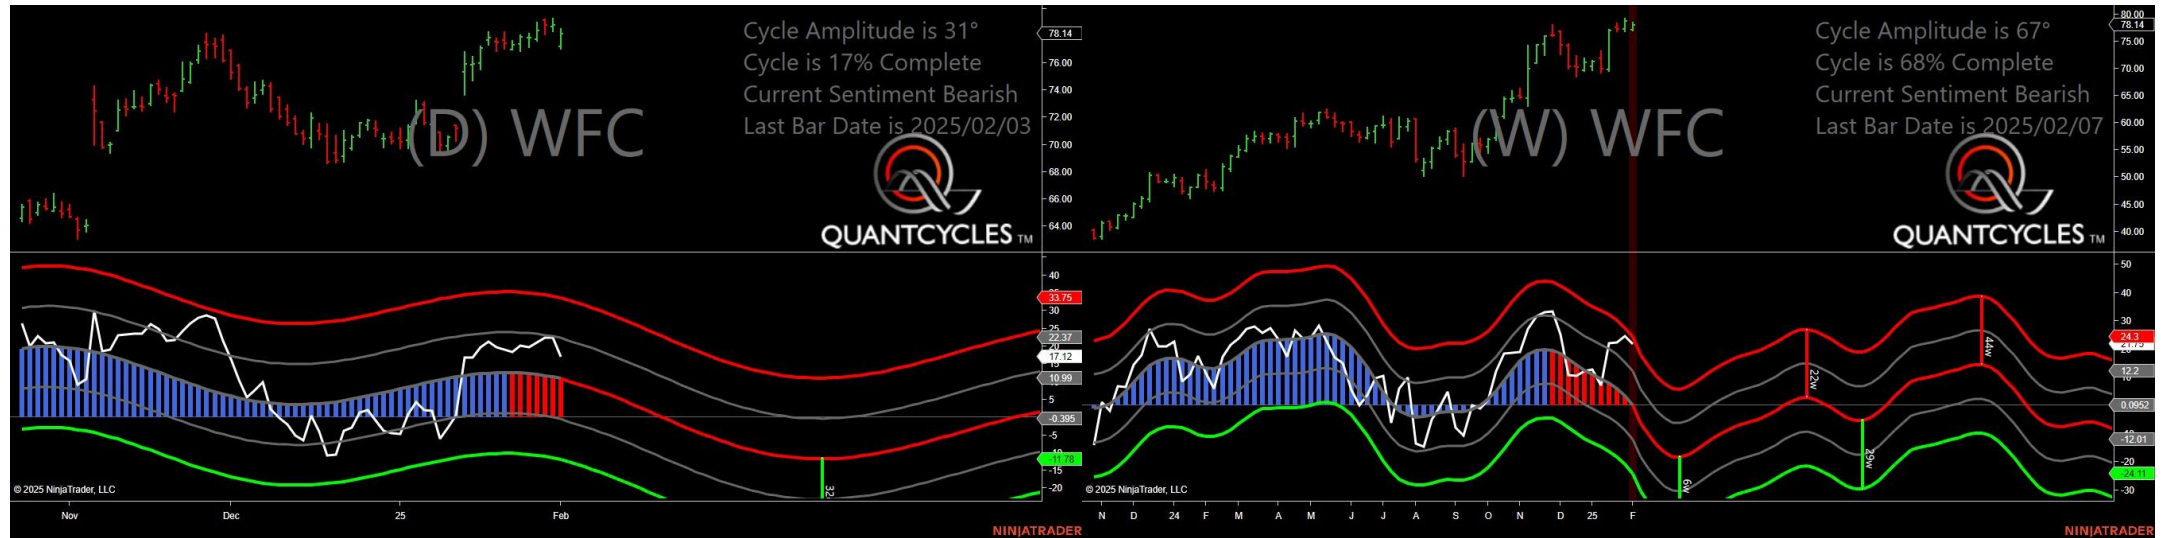 Cycle Amplitude is 31°
Cycle is 17% Complete
Current Sentiment Bearish
Last Bar Date is 2025/02/03
(D) WFC
QUANTCYCLES TM
78.14
76.00
74.00
72.00
70.00
68.00
66.00
64.00
40
33.75
30
25
22.37
17.12
10.99
5
-0.395
-5
-11.78
-15
-20
32
© 2025 NinjaTrader, LLC
Nov
Dec
25
Feb
NINJATRADER
Cycle Amplitude is 67°
Cycle is 68% Complete
Current Sentiment Bearish
Last Bar Date is 2025/02/07
(W) WFC
QUANTCYCLES TM
80.00
78.14
75.00
70.00
65.00
60.00
55.00
50.00
45.00
40.00
50
40
30
24.3
21.75
12.2
0.0952
-12.01
-20
-24.11
-30
6w
22w
29w
44w
© 2025 NinjaTrader, LLC
N D 24 F M A M J J A S O N D 25 F
NINJATRADER